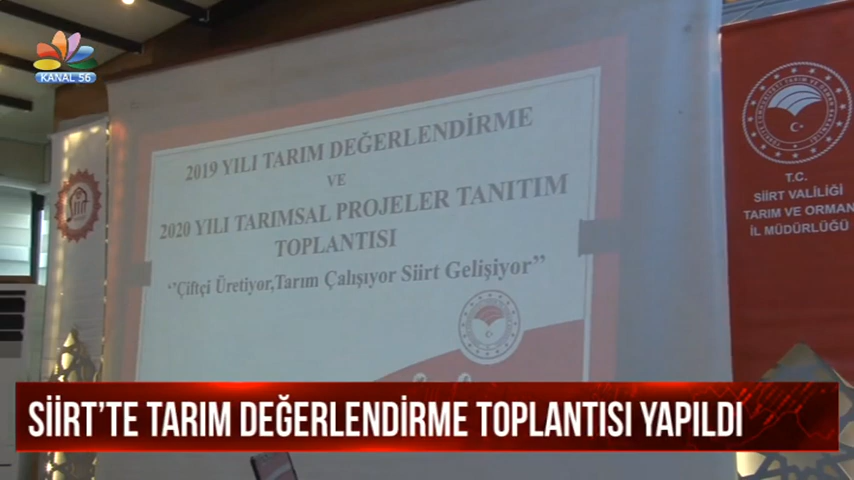 KANAL 56
2019 YILI TARIM DEĞERLENDİRME
VE
2020 YILI TARIMSAL PROJELER TANITIM
TOPLANTISI
‘’Çiftçi Üretiyor,Tarım Çalışıyor Siirt Gelişiyor’’
T.C.
SİİRT VALİLİĞİ
TARIM VE ORMAN
İL MÜDÜRLÜĞÜ
SİİRT’TE TARIM DEĞERLENDİRME TOPLANTISI YAPILDI